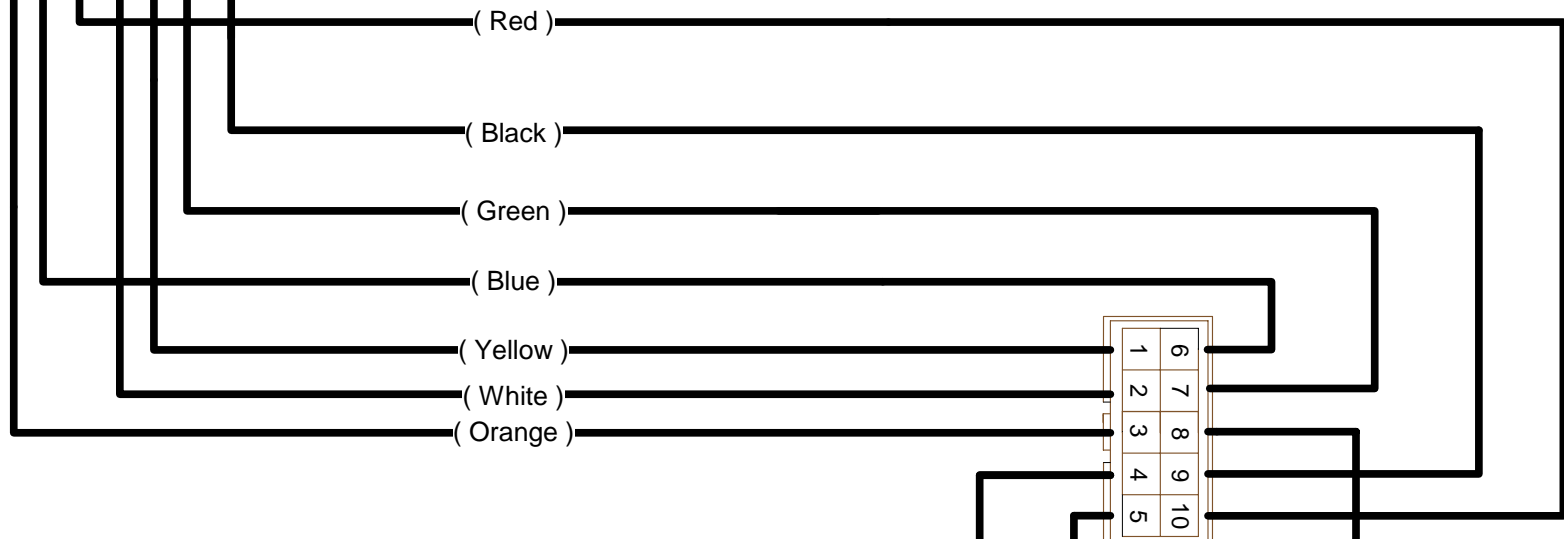 ( Red )
( Black )
( Green )
( Blue )
( Yellow )
( White )
( Orange )
1 6
2 7
3 8
4 9
5 10